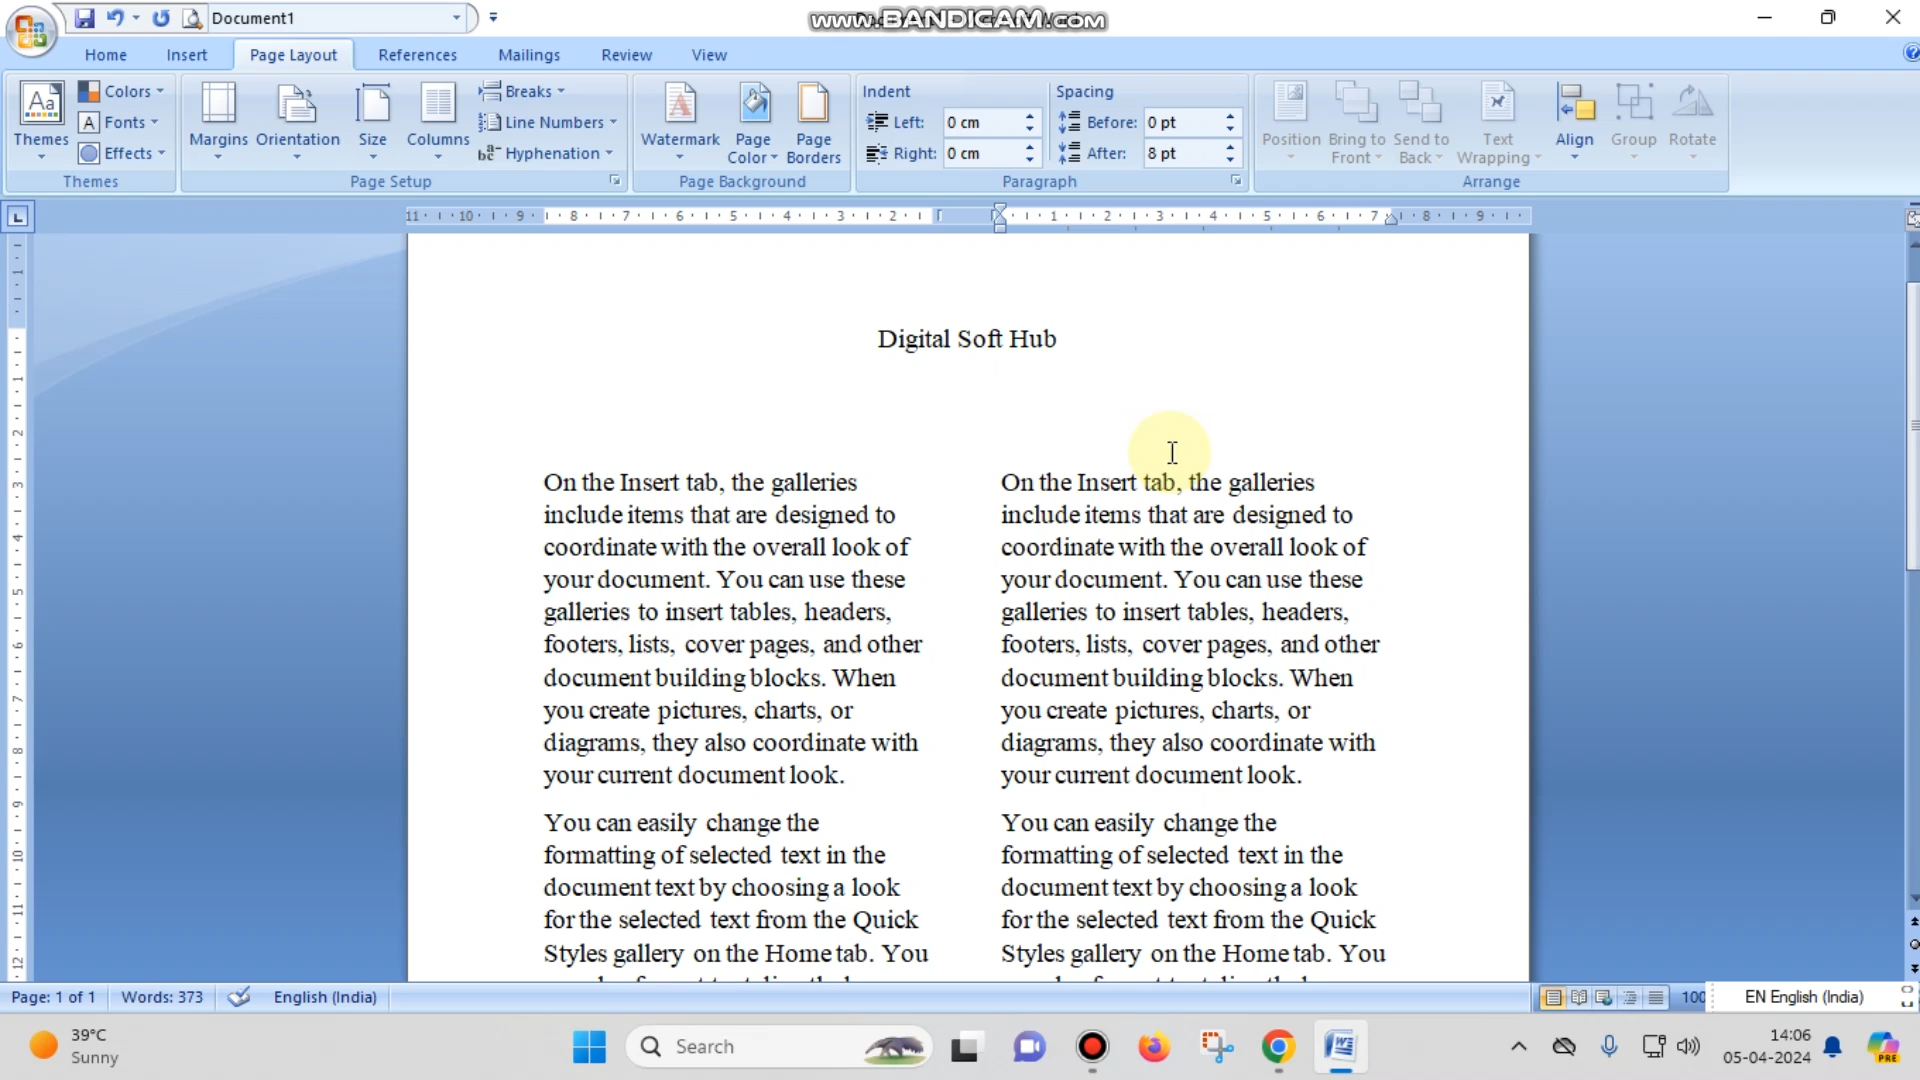 Document1
www.BANDICAM.com
Home Insert Page Layout References Mailings Review View
Themes
Colors
Fonts
Effects
Themes
Margins Orientation Size Columns
Breaks
Line Numbers
Hyphenation
Page Setup
Watermark Page Color Page Borders
Page Background
Indent
Left: 0 cm
Right: 0 cm
Spacing
Before: 0 pt
After: 8 pt
Paragraph
Position Bring to Front Send to Back Text Wrapping Align Group Rotate
Arrange
Digital Soft Hub
On the Insert tab, the galleries
include items that are designed to
coordinate with the overall look of
your document. You can use these
galleries to insert tables, headers,
footers, lists, cover pages, and other
document building blocks. When
you create pictures, charts, or
diagrams, they also coordinate with
your current document look.
You can easily change the
formatting of selected text in the
document text by choosing a look
for the selected text from the Quick
Styles gallery on the Home tab. You
On the Insert tab, the galleries
include items that are designed to
coordinate with the overall look of
your document. You can use these
galleries to insert tables, headers,
footers, lists, cover pages, and other
document building blocks. When
you create pictures, charts, or
diagrams, they also coordinate with
your current document look.
You can easily change the
formatting of selected text in the
document text by choosing a look
for the selected text from the Quick
Styles gallery on the Home tab. You
Page: 1 of 1 Words: 373 English (India) 100 EN English (India)
39°C
Sunny
Search
14:06
05-04-2024
PRE